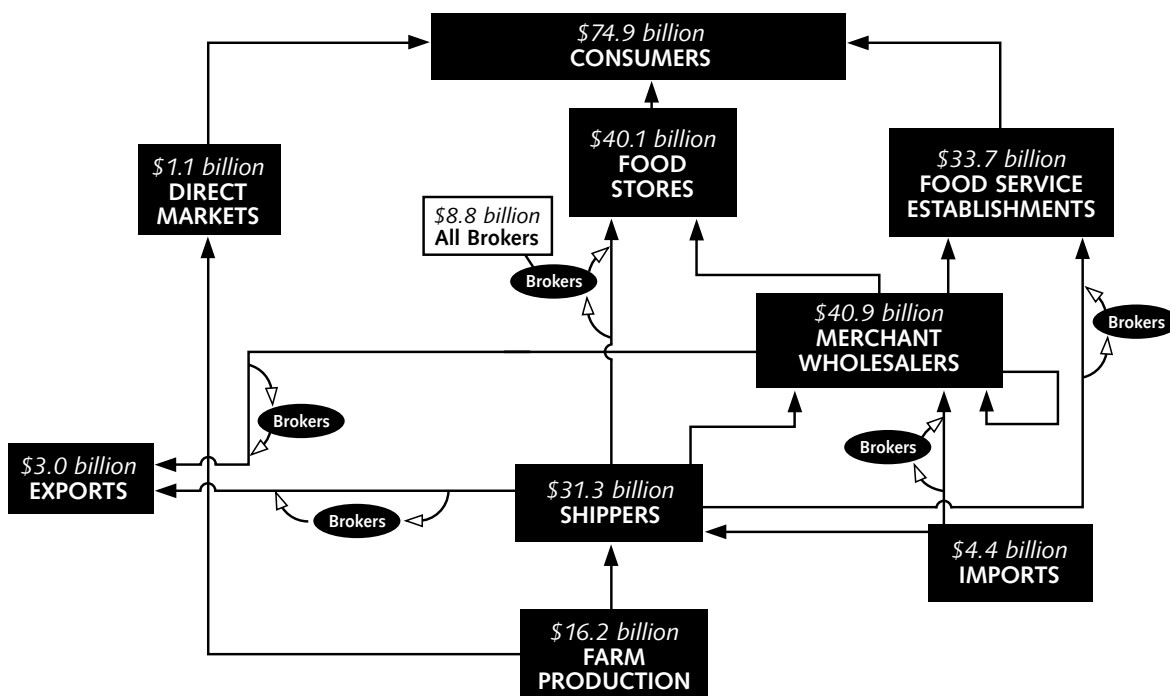 $74.9 billion
CONSUMERS
$1.1 billion
DIRECT
MARKETS
$40.1 billion
FOOD
STORES
$33.7 billion
FOOD SERVICE
ESTABLISHMENTS
$8.8 billion
All Brokers
Brokers
$40.9 billion
MERCHANT
WHOLESALERS
Brokers
Brokers
Brokers
$3.0 billion
EXPORTS
$31.3 billion
SHIPPERS
Brokers
$4.4 billion
IMPORTS
$16.2 billion
FARM
PRODUCTION